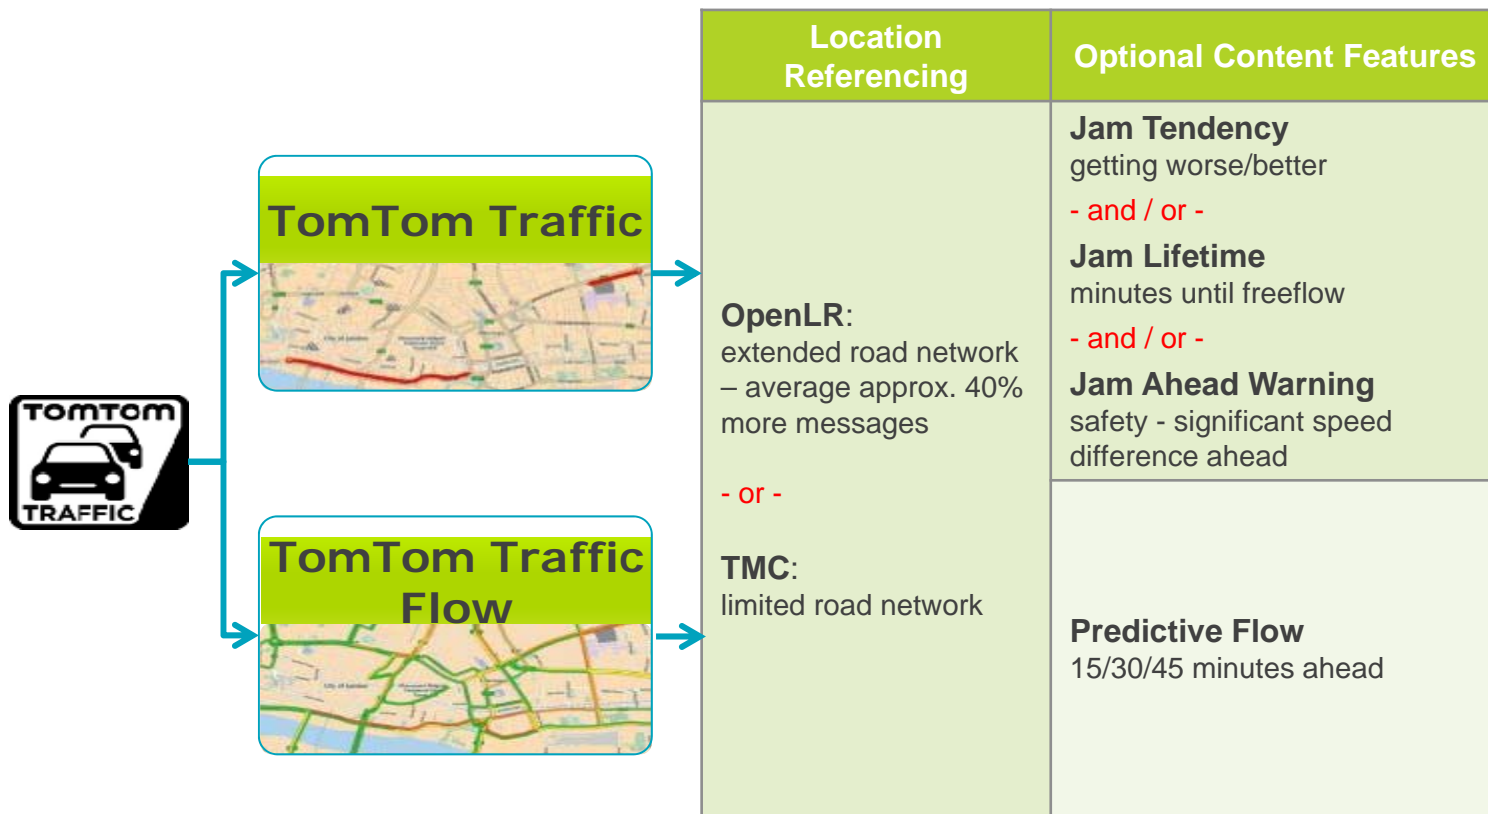 TOMTOM
TRAFFIC
TomTom Traffic
TomTom Traffic
Flow
Location
Referencing
OpenLR:
extended road network
– average approx. 40%
more messages
- or -
TMC:
limited road network
Optional Content Features
Jam Tendency
getting worse/better
- and / or -
Jam Lifetime
minutes until freeflow
- and / or -
Jam Ahead Warning
safety - significant speed
difference ahead
Predictive Flow
15/30/45 minutes ahead